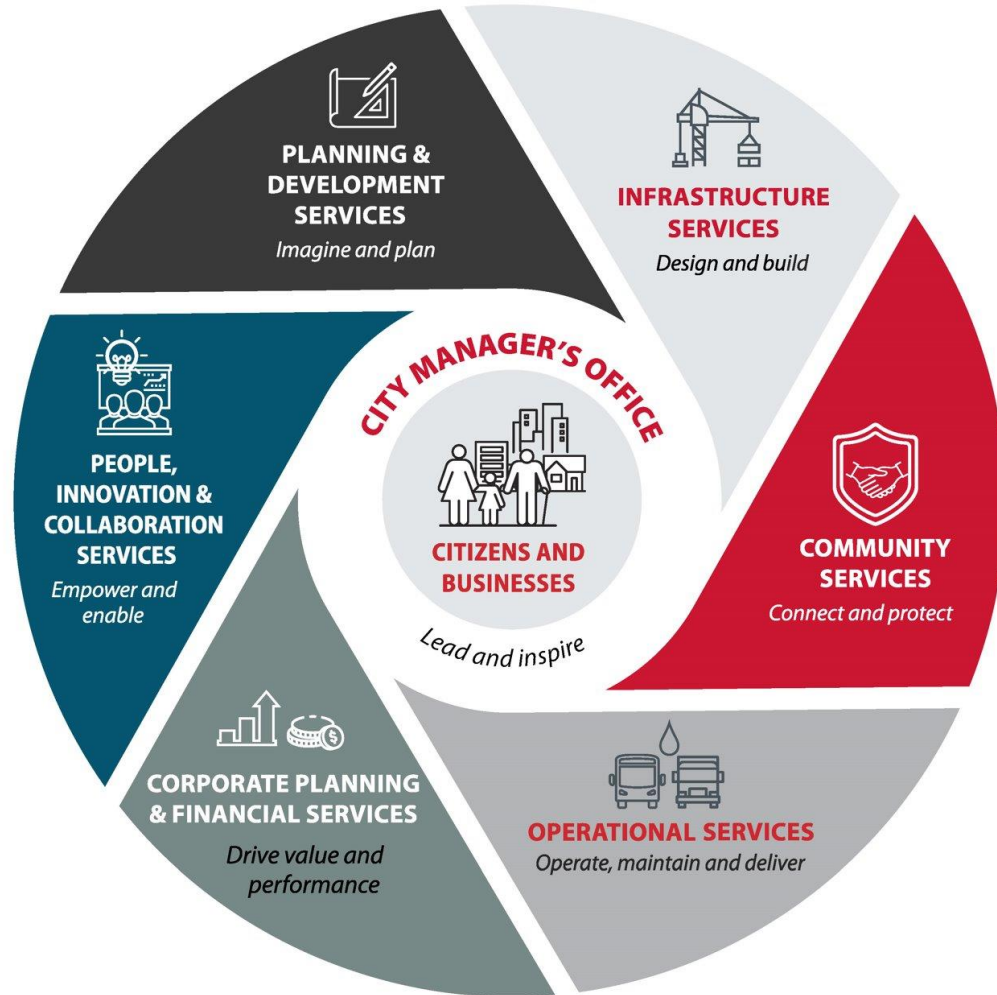 PLANNING &
DEVELOPMENT
SERVICES
Imagine and plan
INFRASTRUCTURE
SERVICES
Design and build
COMMUNITY
SERVICES
Connect and protect
OPERATIONAL SERVICES
Operate, maintain and deliver
CORPORATE PLANNING
& FINANCIAL SERVICES
Drive value and
performance
PEOPLE,
INNOVATION &
COLLABORATION
SERVICES
Empower and
enable
CITY MANAGER'S OFFICE
CITIZENS AND
BUSINESSES
Lead and inspire
$